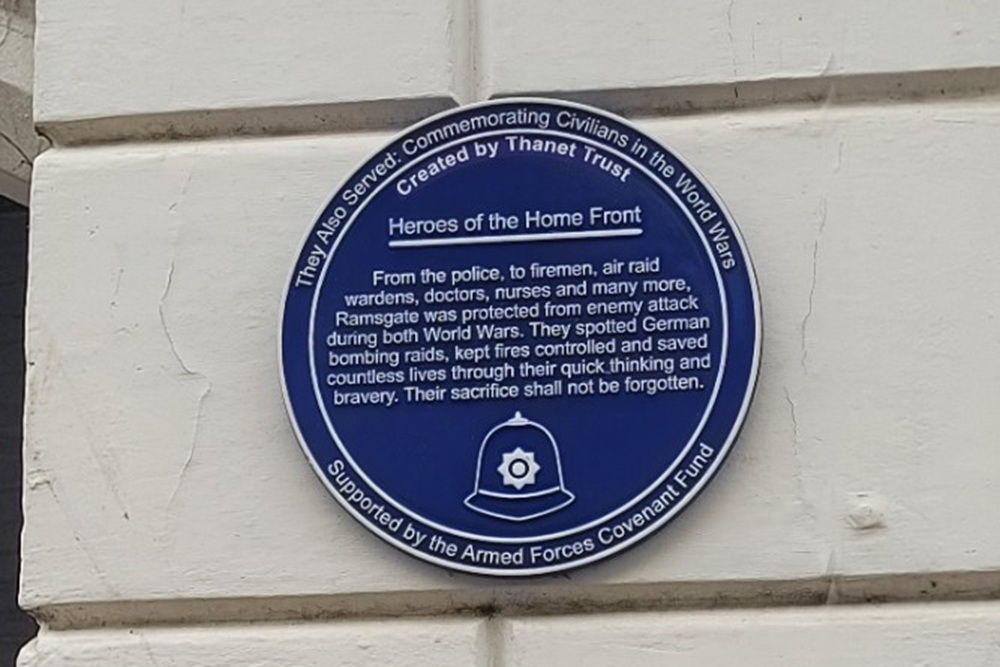 They Also Served: Commemorating Civilians in the World Wars
Created by Thanet Trust
Heroes of the Home Front
From the police, to firemen, air raid
wardens, doctors, nurses and many more,
Ramsgate was protected from enemy attack
during both World Wars. They spotted German
bombing raids, kept fires controlled and saved
countless lives through their quick thinking and
bravery. Their sacrifice shall not be forgotten.
Supported by the Armed Forces Covenant Fund